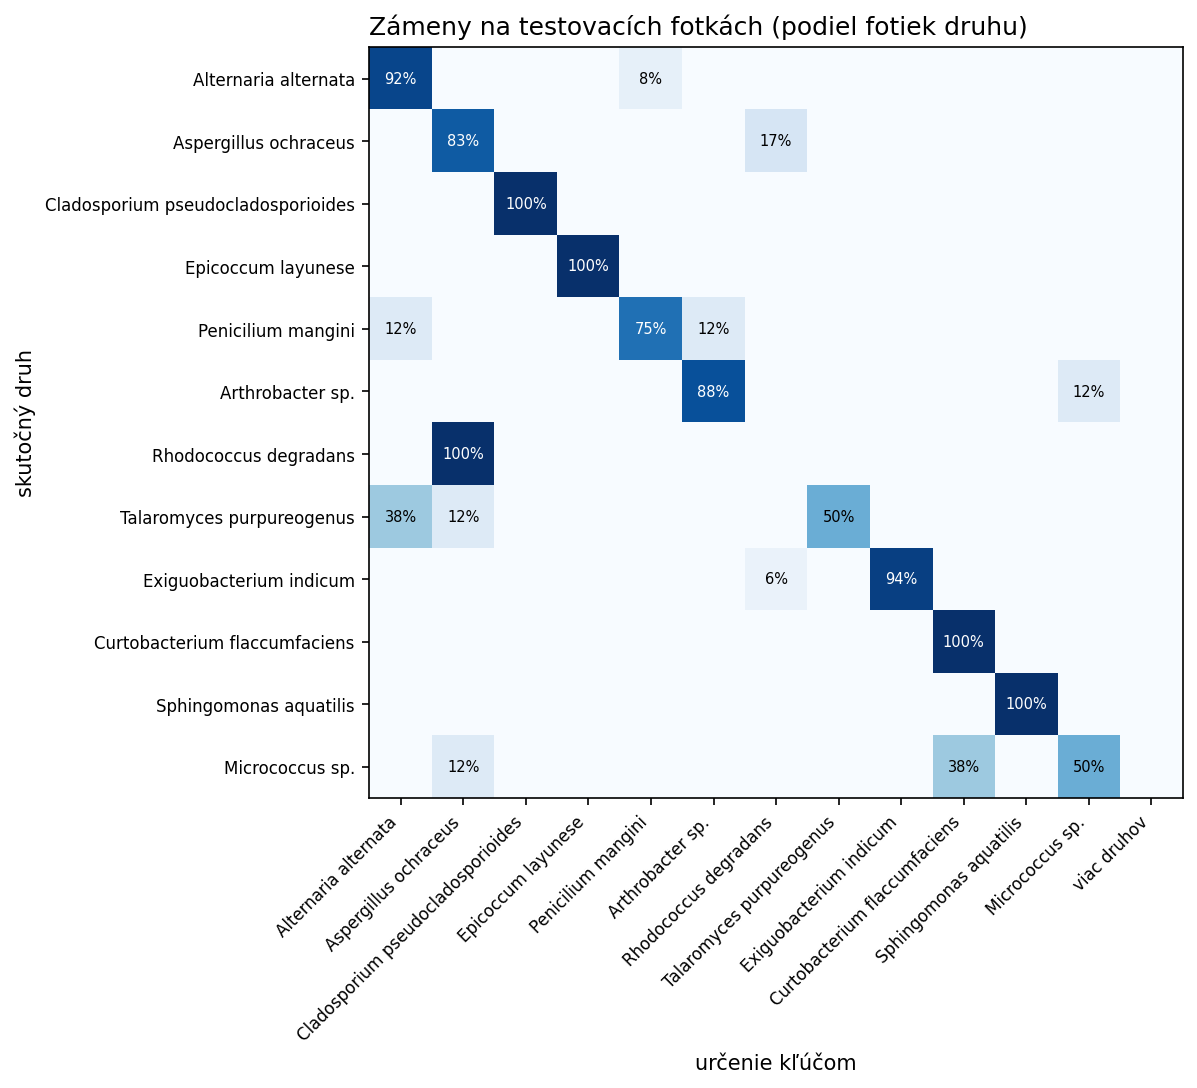 Zámeny na testovacích fotkách (podiel fotiek druhu)
skutočný druh
Alternaria alternata 92% 8%
Aspergillus ochraceus 83% 17%
Cladosporium pseudocladosporioides 100%
Epicoccum layunese 100%
Penicilium mangini 12% 75% 12%
Arthrobacter sp. 88% 12%
Rhodococcus degradans 100%
Talaromyces purpureogenus 38% 12% 50%
Exiguobacterium indicum 6% 94%
Curtobacterium flaccumfaciens 100%
Sphingomonas aquatilis 100%
Micrococcus sp. 12% 38% 50%
Alternaria alternata
Aspergillus ochraceus
Cladosporium pseudocladosporioides
Epicoccum layunese
Penicilium mangini
Arthrobacter sp.
Rhodococcus degradans
Talaromyces purpureogenus
Exiguobacterium indicum
Curtobacterium flaccumfaciens
Sphingomonas aquatilis
Micrococcus sp.
viac druhov
určenie kľúčom